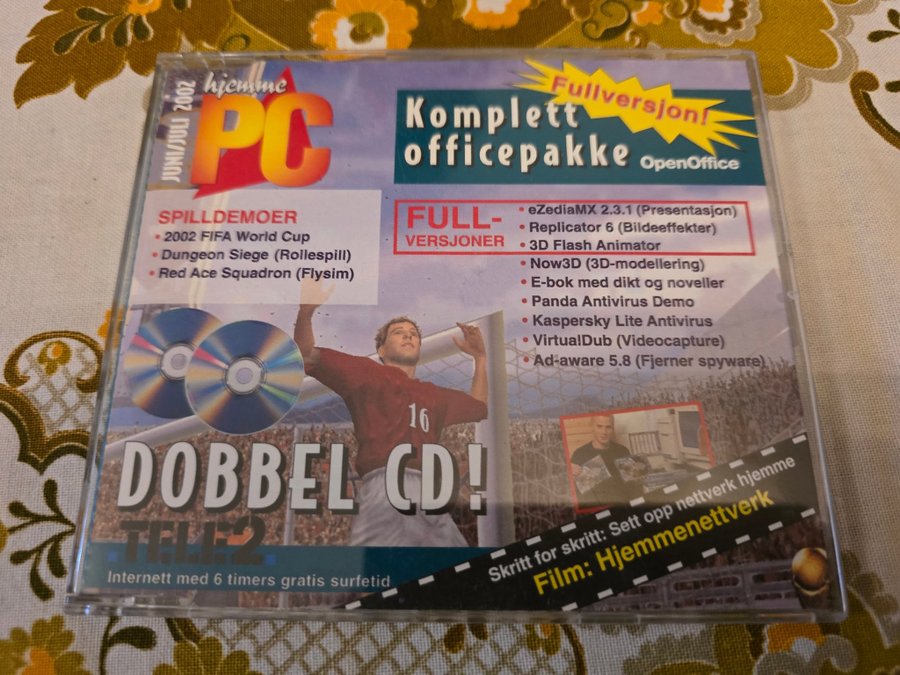 JUNI/JULI 2002
hjemme
PC
Fullversjon!
Komplett
officepakke
OpenOffice
SPILLDEMOER
• 2002 FIFA World Cup
• Dungeon Siege (Rollespill)
• Red Ace Squadron (Flysim)
FULL-
VERSJONER
• eZediaMX 2.3.1 (Presentasjon)
• Replicator 6 (Bildeeffekter)
• 3D Flash Animator
• Now3D (3D-modellering)
• E-bok med dikt og noveller
• Panda Antivirus Demo
• Kaspersky Lite Antivirus
• VirtualDub (Videocapture)
• Ad-aware 5.8 (Fjerner spyware)
16
DOBBEL CD!
TELE2
Internett med 6 timers gratis surfetid
Skritt for skritt: Sett opp nettverk hjemme
Film: Hjemmenettverk